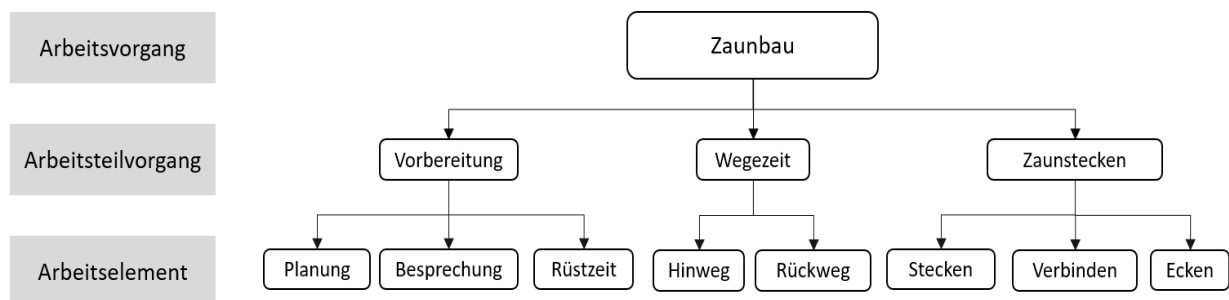 Arbeitsvorgang
Zaunbau
Arbeitsteilvorgang
Vorbereitung
Wegezeit
Zaunstecken
Arbeitselement
Planung
Besprechung
Rüstzeit
Hinweg
Rückweg
Stecken
Verbinden
Ecken